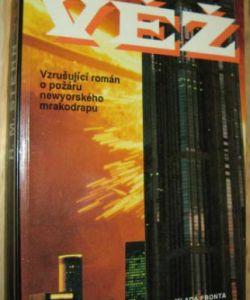 VĚŽ
Vzrušující román
o požáru
newyorského
mrakodrapu
MLADÁ FRONTA